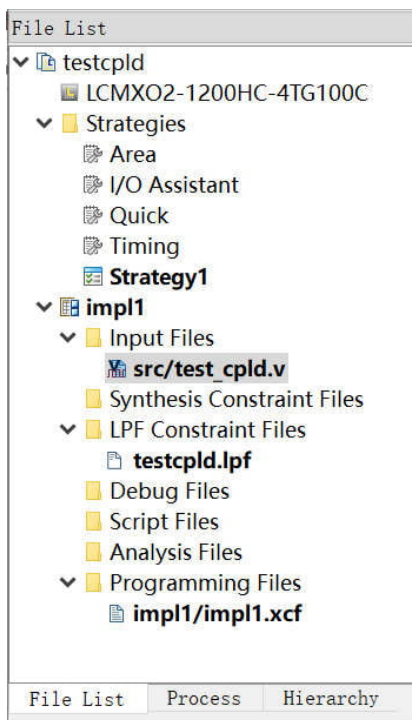 File List
testcpld
LCMXO2-1200HC-4TG100C
Strategies
Area
I/O Assistant
Quick
Timing
Strategy1
impl1
Input Files
src/test_cpld.v
Synthesis Constraint Files
LPF Constraint Files
testcpld.lpf
Debug Files
Script Files
Analysis Files
Programming Files
impl1/impl1.xcf
File List Process Hierarchy